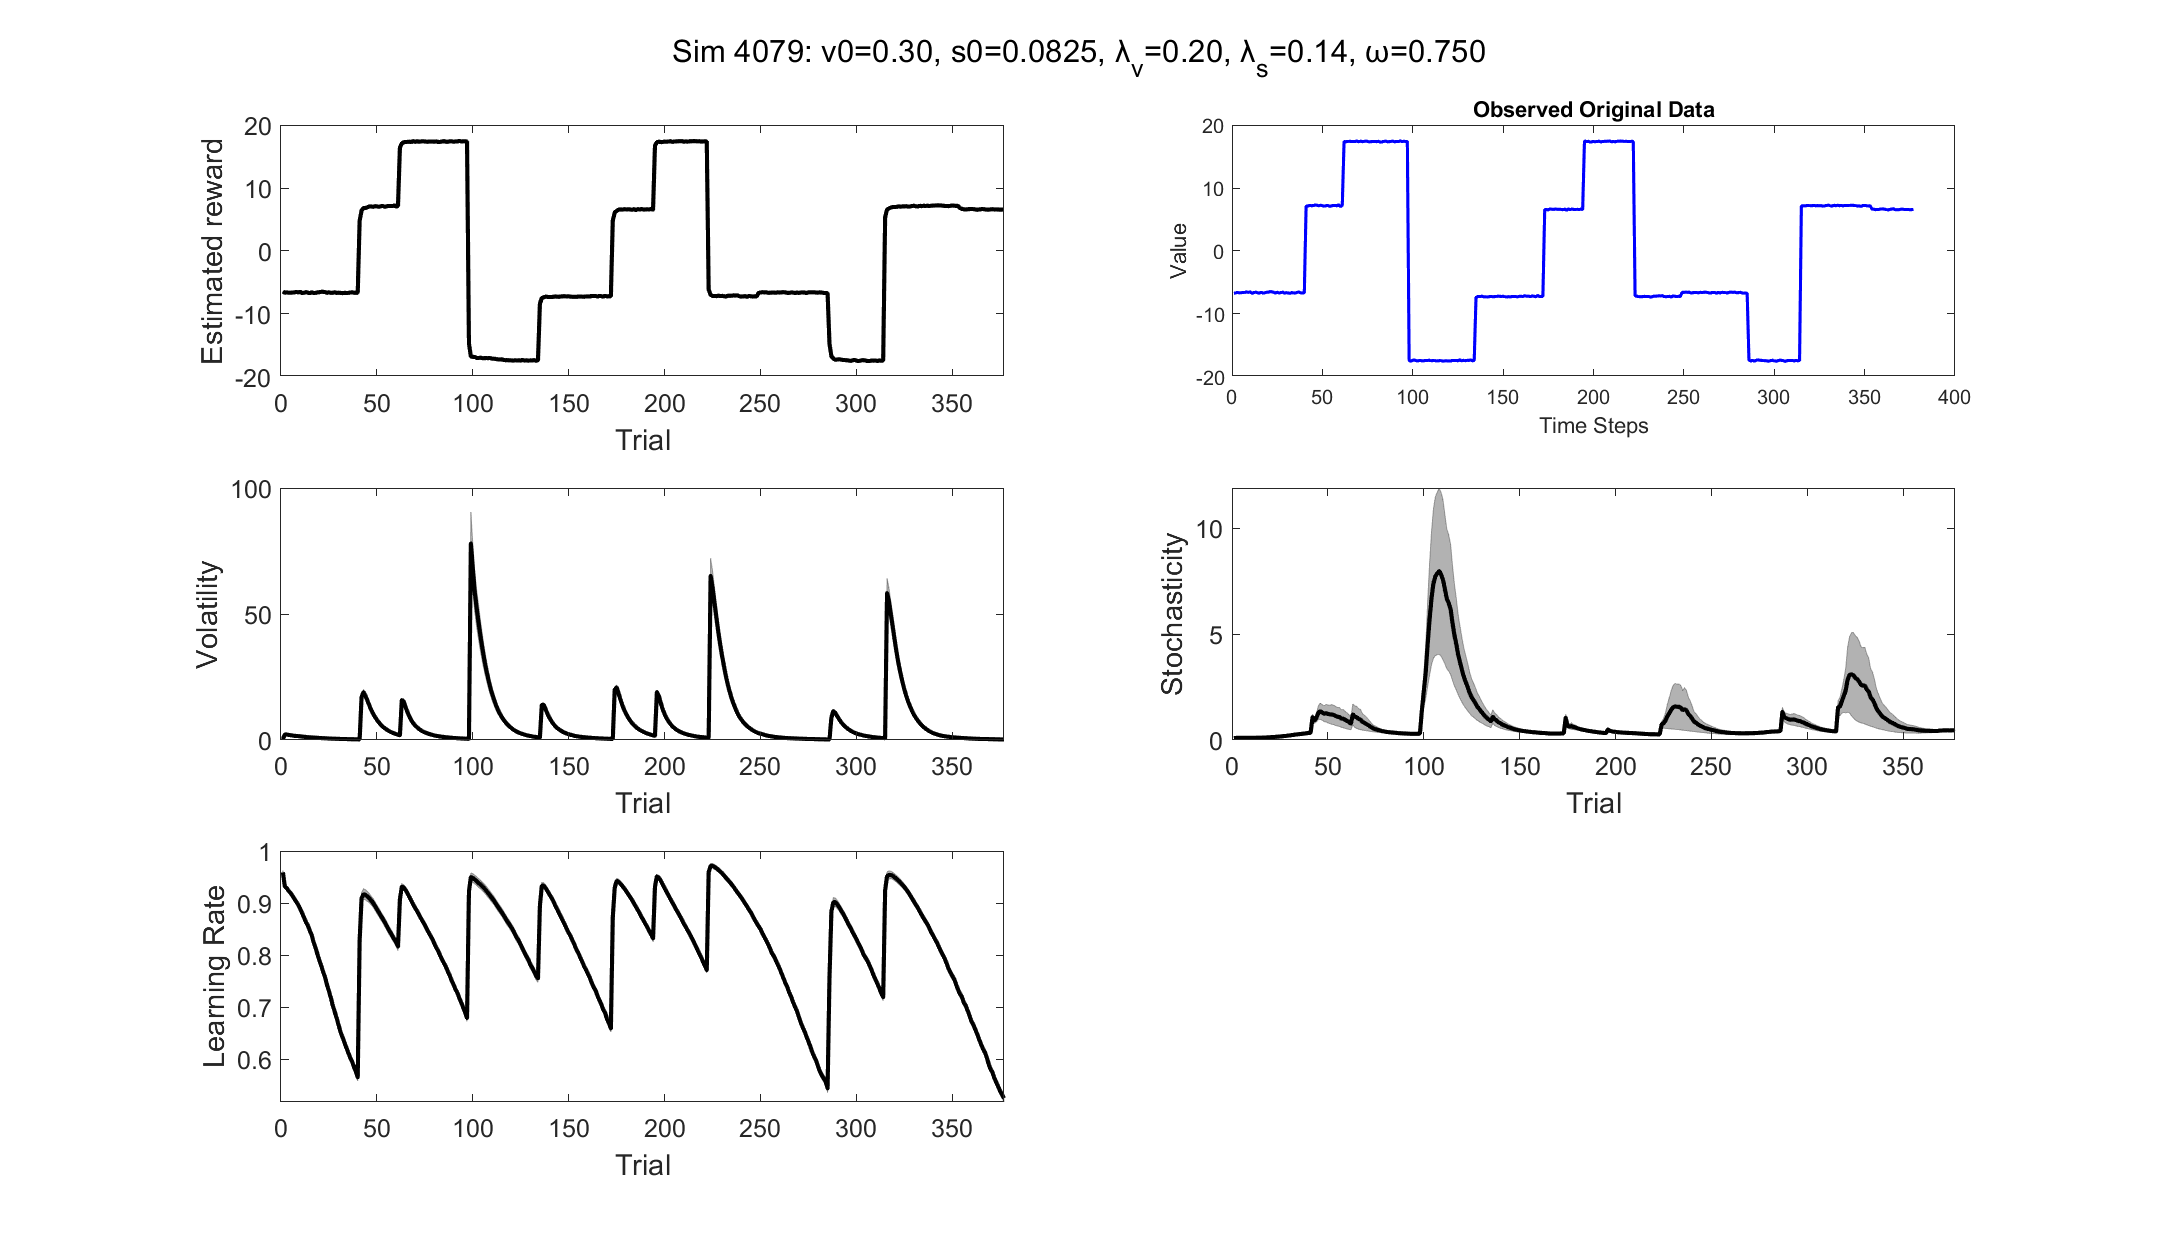 Sim 4079: v0=0.30, s0=0.0825, λv=0.20, λs=0.14, ω=0.750
Estimated reward
20
10
0
-10
-20
0 50 100 150 200 250 300 350
Trial
Observed Original Data
Value
20
10
0
-10
-20
0 50 100 150 200 250 300 350 400
Time Steps
Volatility
100
50
0
0 50 100 150 200 250 300 350
Trial
Stochasticity
10
5
0
0 50 100 150 200 250 300 350
Trial
Learning Rate
1
0.9
0.8
0.7
0.6
0 50 100 150 200 250 300 350
Trial